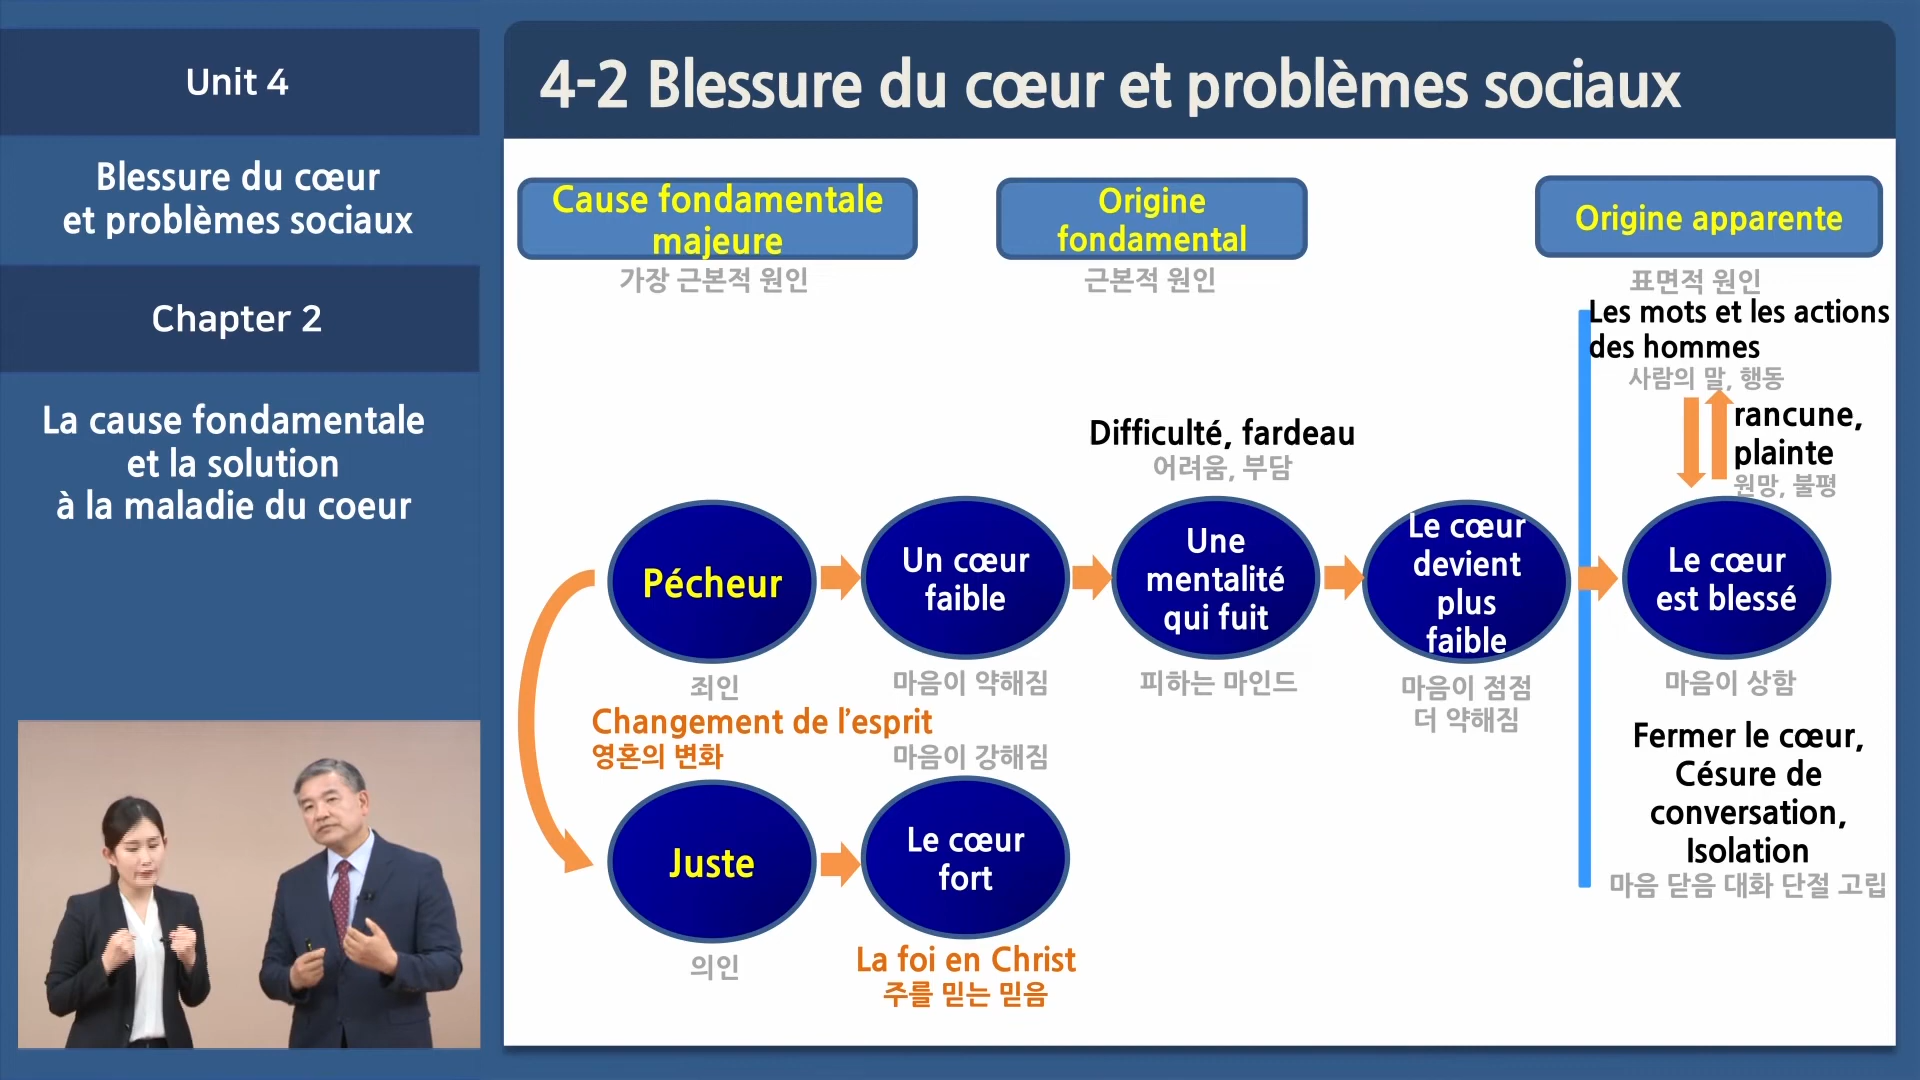 Unit 4
Blessure du cœur
et problèmes sociaux
Chapter 2
La cause fondamentale
et la solution
à la maladie du coeur
4-2 Blessure du cœur et problèmes sociaux
Cause fondamentale
majeure
가장 근본적 원인
Origine
fondamental
근본적 원인
Origine apparente
표면적 원인
Les mots et les actions
des hommes
사람의 말, 행동
rancune,
plainte
원망, 불평
Difficulté, fardeau
어려움, 부담
Pécheur
죄인
Un cœur
faible
마음이 약해짐
Une
mentalité
qui fuit
피하는 마인드
Le cœur
devient
plus
faible
마음이 점점
더 약해짐
Le cœur
est blessé
마음이 상함
Changement de l’esprit
영혼의 변화
마음이 강해짐
Juste
의인
Le cœur
fort
La foi en Christ
주를 믿는 믿음
Fermer le cœur,
Césure de
conversation,
Isolation
마음 닫음 대화 단절 고립